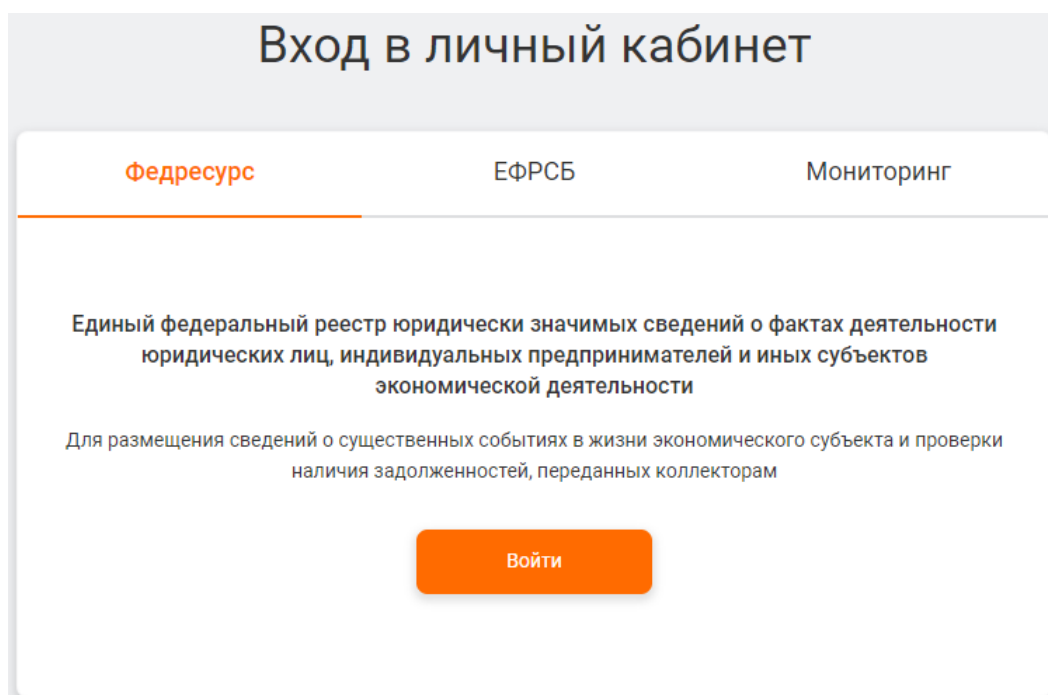 Вход в личный кабинет
Федресурс ЕФРСБ Мониторинг
Единый федеральный реестр юридически значимых сведений о фактах деятельности
юридических лиц, индивидуальных предпринимателей и иных субъектов
экономической деятельности
Для размещения сведений о существенных событиях в жизни экономического субъекта и проверки
наличия задолженностей, переданных коллекторам
Войти